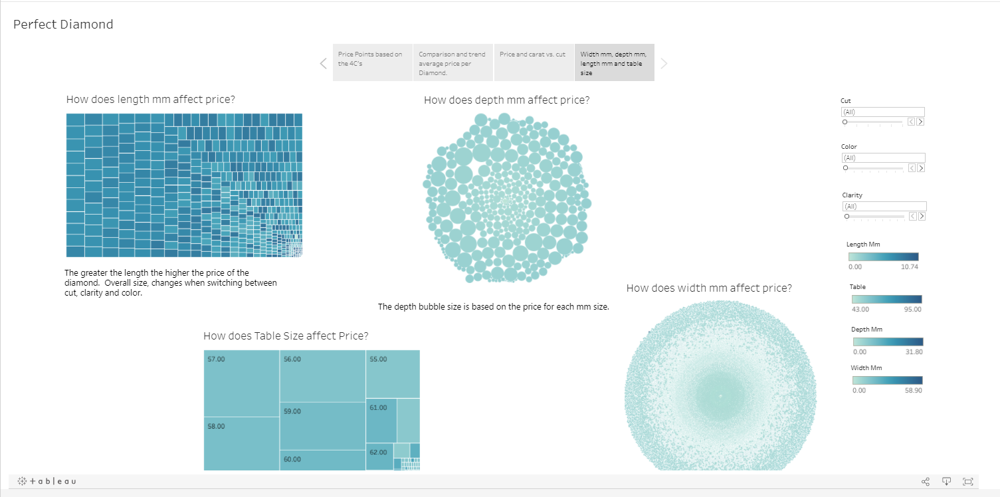 Perfect Diamond
Price Points based on
the 4C's
Comparison and trend
average price per
Diamond.
Price and carat vs. cut
Width mm, depth mm,
length mm and table
size
How does length mm affect price?
The greater the length the higher the price of the
diamond.  Overall size, changes when switching between
cut, clarity and color.
How does depth mm affect price?
The depth bubble size is based on the price for each mm size.
How does Table Size affect Price?
57.00
58.00
56.00
59.00
60.00
55.00
61.00
62.00
How does width mm affect price?
Cut
(All)
Color
(All)
Clarity
(All)
Length Mm
0.00 10.74
Table
43.00 95.00
Depth Mm
0.00 31.80
Width Mm
0.00 58.90
+ableau